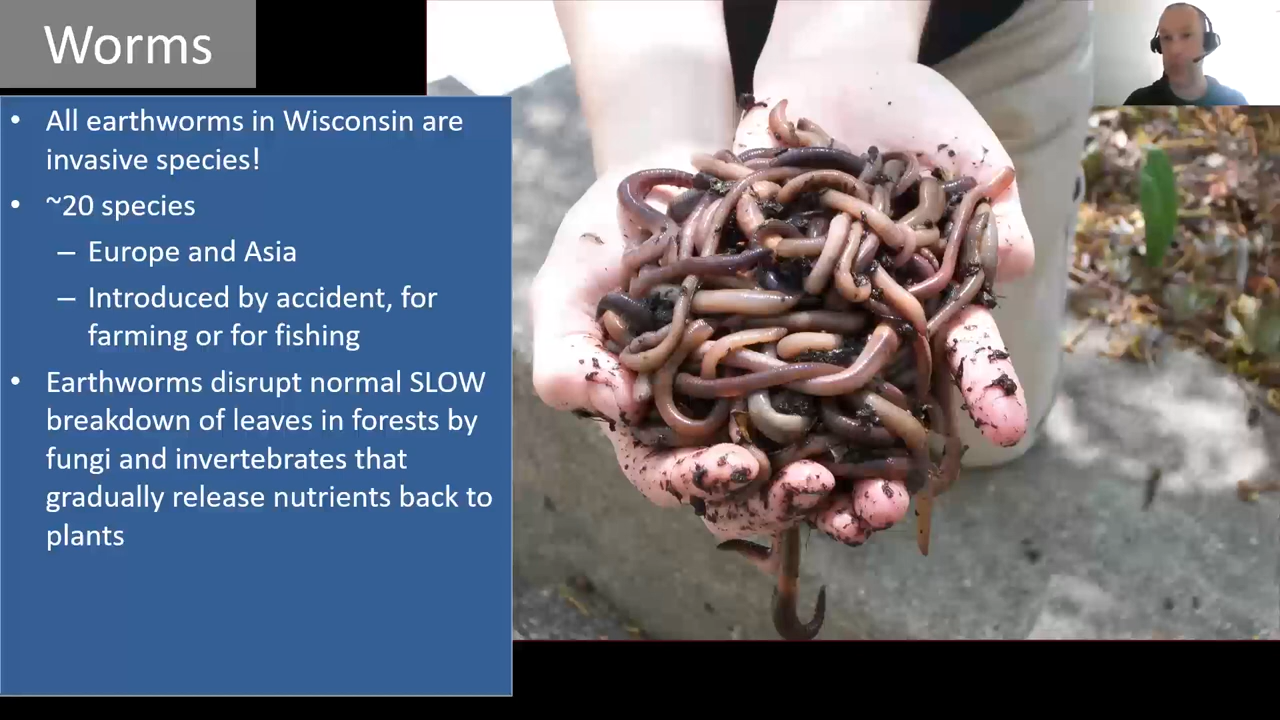 Worms
• All earthworms in Wisconsin are
invasive species!
• ~20 species
– Europe and Asia
– Introduced by accident, for
farming or for fishing
• Earthworms disrupt normal SLOW
breakdown of leaves in forests by
fungi and invertebrates that
gradually release nutrients back to
plants